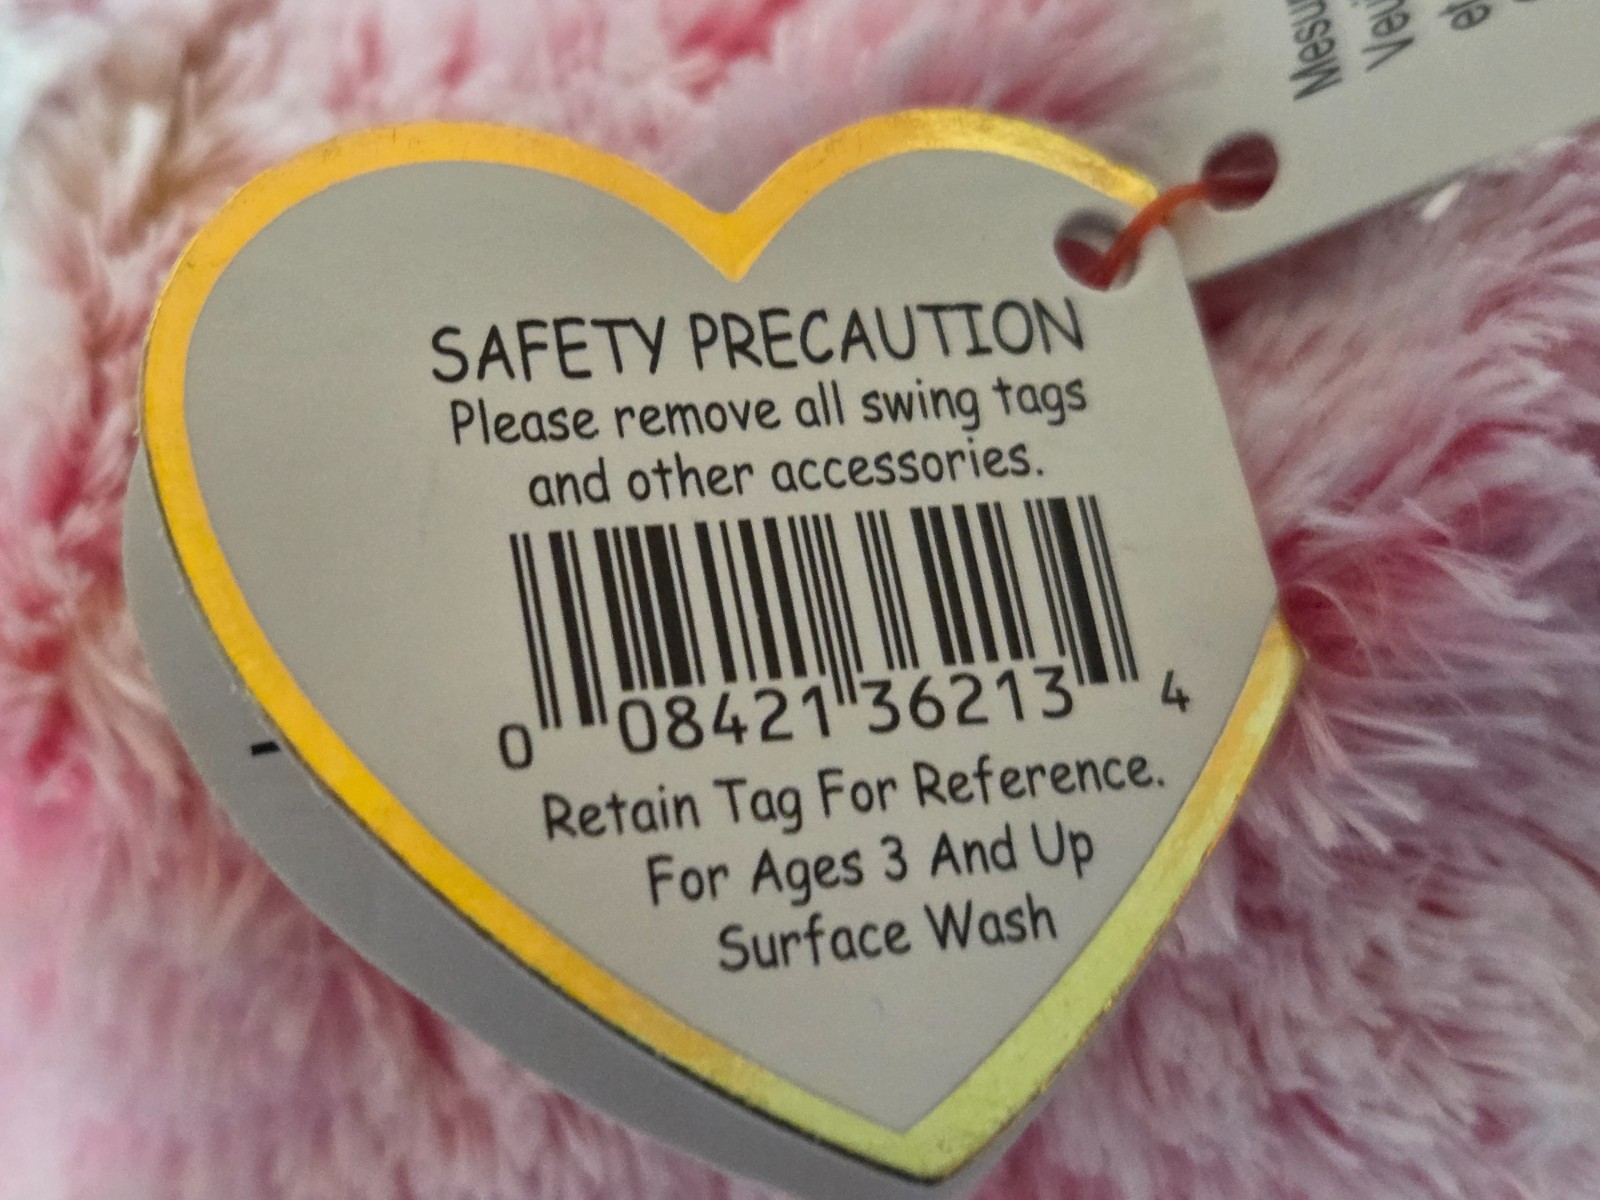 SAFETY PRECAUTION
Please remove all swing tags
and other accessories.
0 08421 36213 4
Retain Tag For Reference.
For Ages 3 And Up
Surface Wash